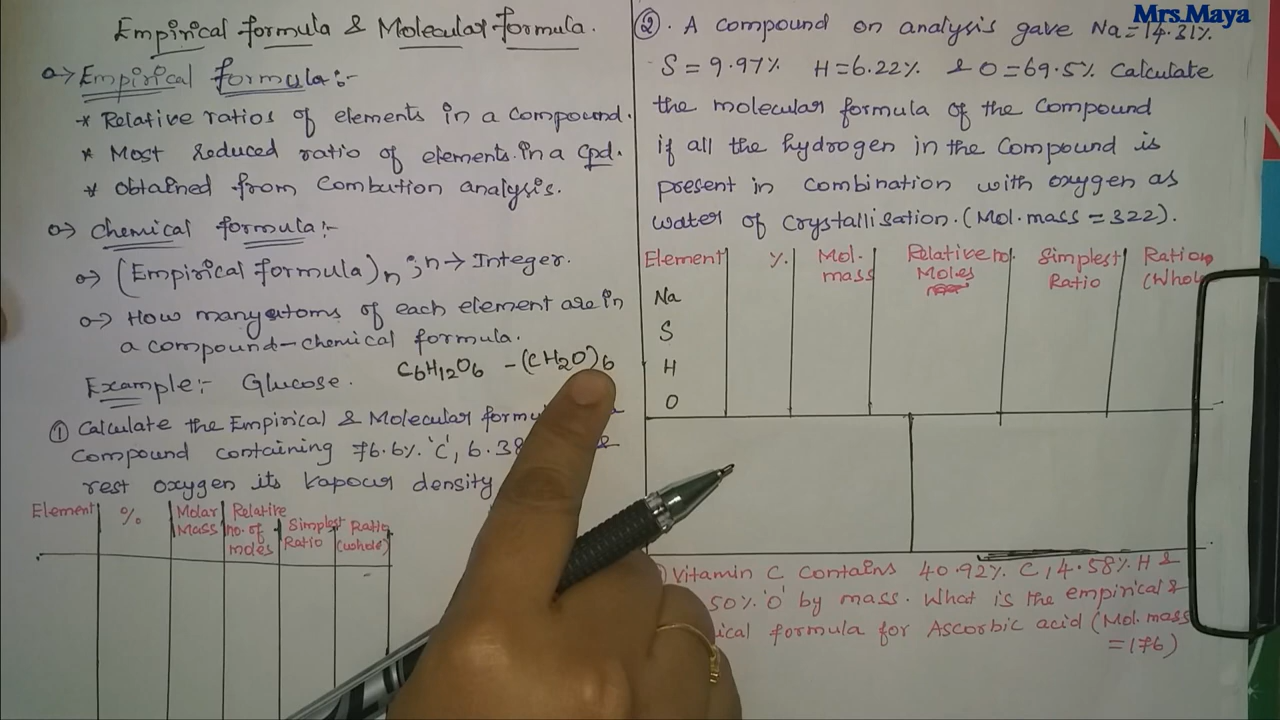 Mrs.Maya
Empirical formula & Molecular formula.
Empirical formula:-
* Relative ratios of elements in a compound.
* Most reduced ratio of elements in a cpd.
* Obtained from Combution analysis.
Chemical formula:-
(Empirical formula)n ; n → Integer.
How many atoms of each element are in
a compound - chemical formula.
Example:- Glucose. C6H12O6 - (CH2O)6
① Calculate the Empirical & Molecular
Compound containing 76.6% 'C', 6.38 &
rest oxygen its Vapour density
Element % Molar Mass Relative no. of moles Simplest Ratio Ratio (whole)
②. A compound on analysis gave Na = 14.31%
S = 9.97% H = 6.22% & O = 69.5% Calculate
the molecular formula of the Compound
if all the hydrogen in the Compound is
present in combination with oxygen as
water of Crystallisation. (Mol. mass = 322).
Element % Mol. mass Relative no. Moles Simplest Ratio Ratio (Whole
Na
S
H
O
Vitamin C Contains 40.92% C, 4.58% H &
50% 'O' by mass. What is the empirical &
formula for Ascorbic acid (Mol. mass
= 176)